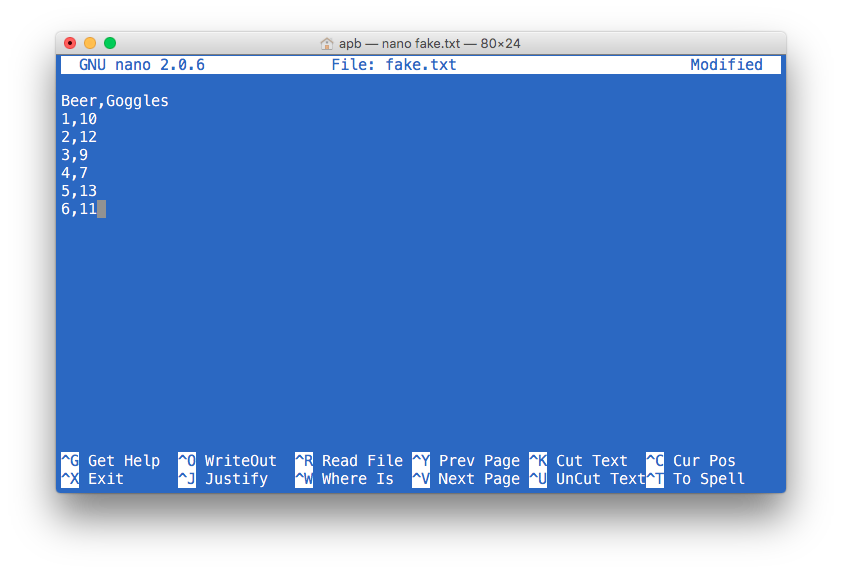 apb — nano fake.txt — 80×24
GNU nano 2.0.6 File: fake.txt Modified
Beer,Goggles
1,10
2,12
3,9
4,7
5,13
6,11
^G Get Help ^O WriteOut ^R Read File ^Y Prev Page ^K Cut Text ^C Cur Pos
^X Exit ^J Justify ^W Where Is ^V Next Page ^U UnCut Text^T To Spell